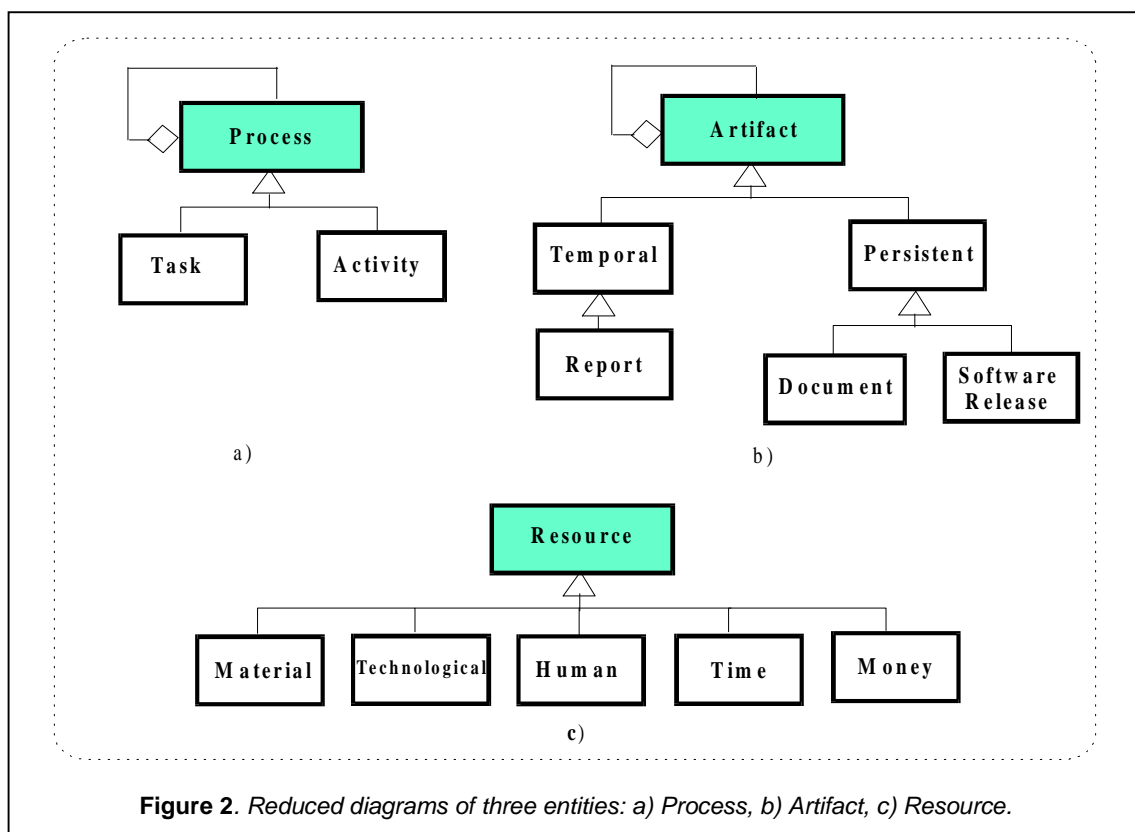 Process
Task
Activity
a)
Artifact
Temporal
Persistent
Report
Document
Software
Release
b)
Resource
Material
Technological
Human
Time
Money
c)
Figure 2. Reduced diagrams of three entities: a) Process, b) Artifact, c) Resource.